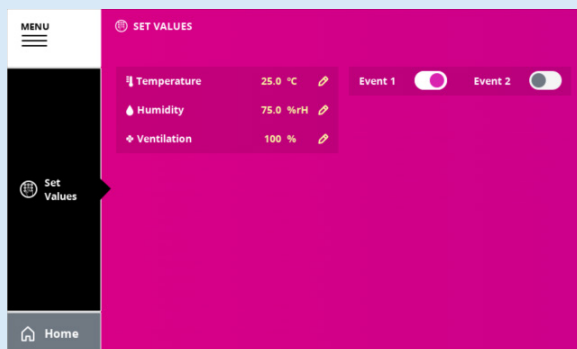 MENU
SET VALUES
Temperature 25.0 °C
Humidity 75.0 %rH
Ventilation 100 %
Event 1 Event 2
Set
Values
Home